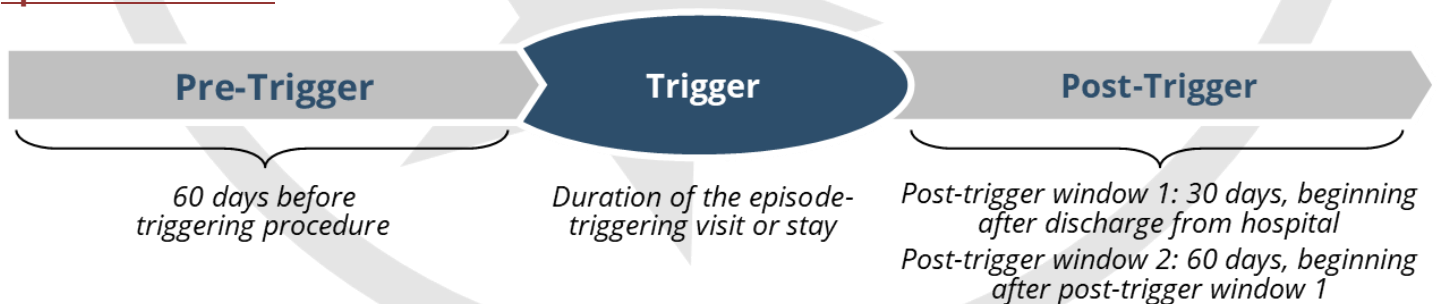 Pre-Trigger
Trigger
Post-Trigger
60 days before
triggering procedure
Duration of the episode-
triggering visit or stay
Post-trigger window 1: 30 days, beginning
after discharge from hospital
Post-trigger window 2: 60 days, beginning
after post-trigger window 1